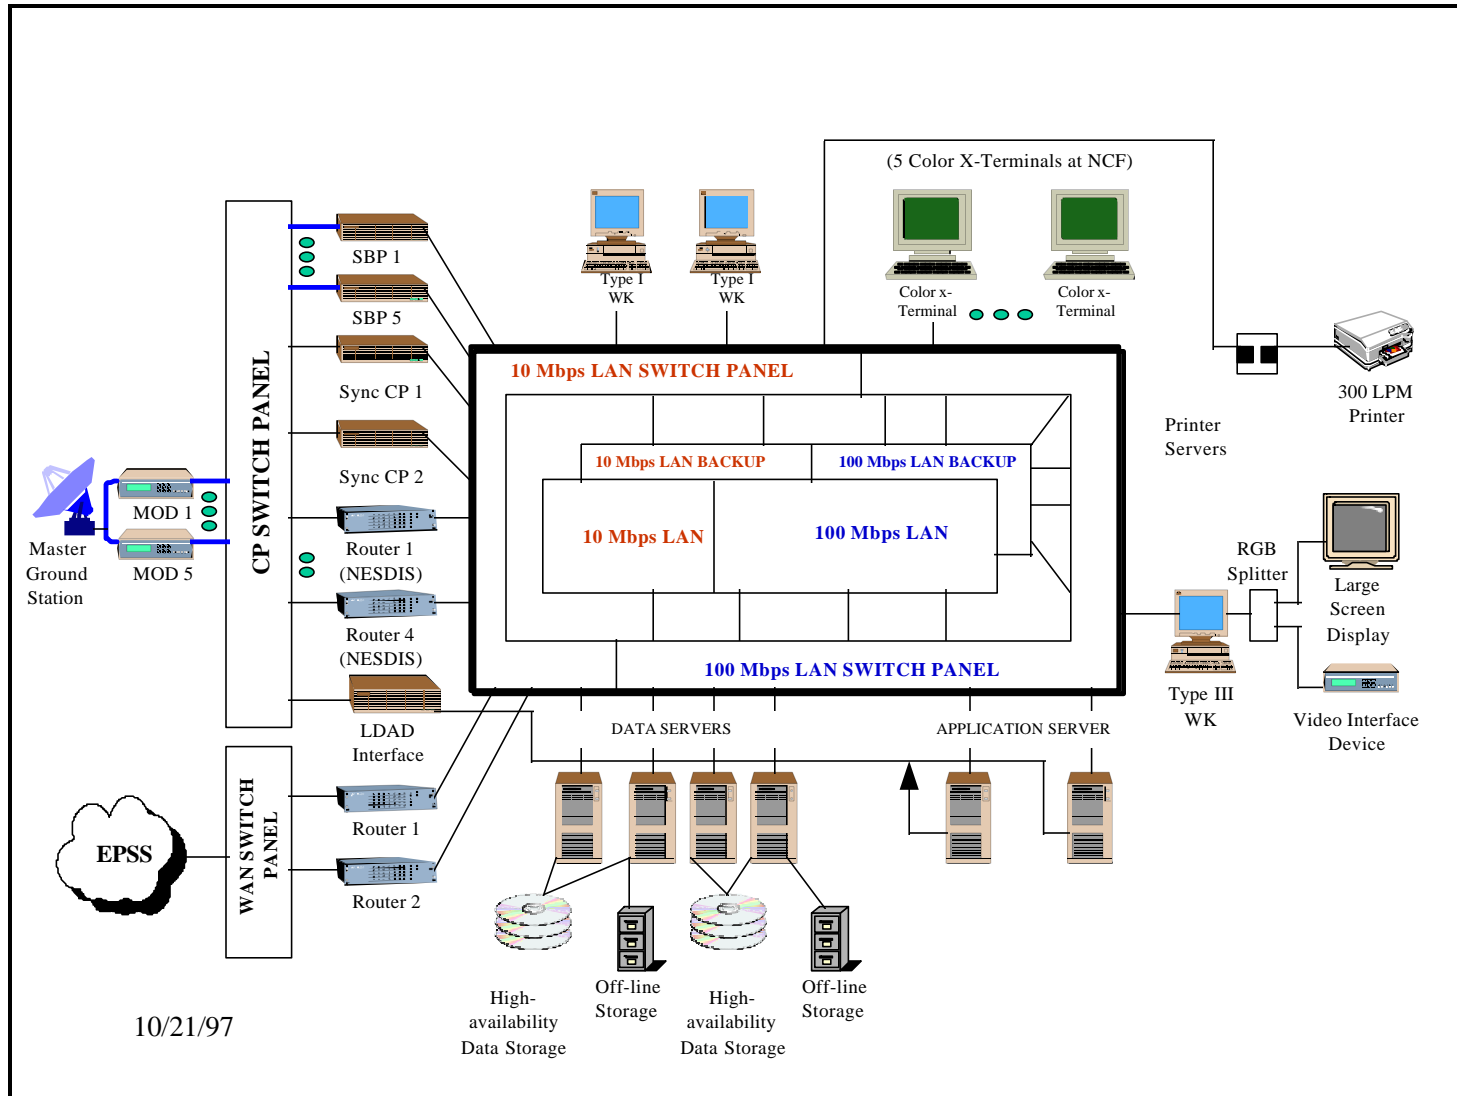 (5 Color X-Terminals at NCF)
SBP 1
SBP 5
Sync CP 1
Sync CP 2
Router 1
(NESDIS)
Router 4
(NESDIS)
LDAD
Interface
CP SWITCH PANEL
MOD 1
MOD 5
Master
Ground
Station
Type I
WK
Type I
WK
Color x-
Terminal
Color x-
Terminal
10 Mbps LAN SWITCH PANEL
10 Mbps LAN BACKUP
100 Mbps LAN BACKUP
10 Mbps LAN
100 Mbps LAN
100 Mbps LAN SWITCH PANEL
300 LPM
Printer
Printer
Servers
RGB
Splitter
Large
Screen
Display
Type III
WK
Video Interface
Device
DATA SERVERS
APPLICATION SERVER
EPSS
WAN SWITCH
PANEL
Router 1
Router 2
High-
availability
Data Storage
Off-line
Storage
High-
availability
Data Storage
Off-line
Storage
10/21/97